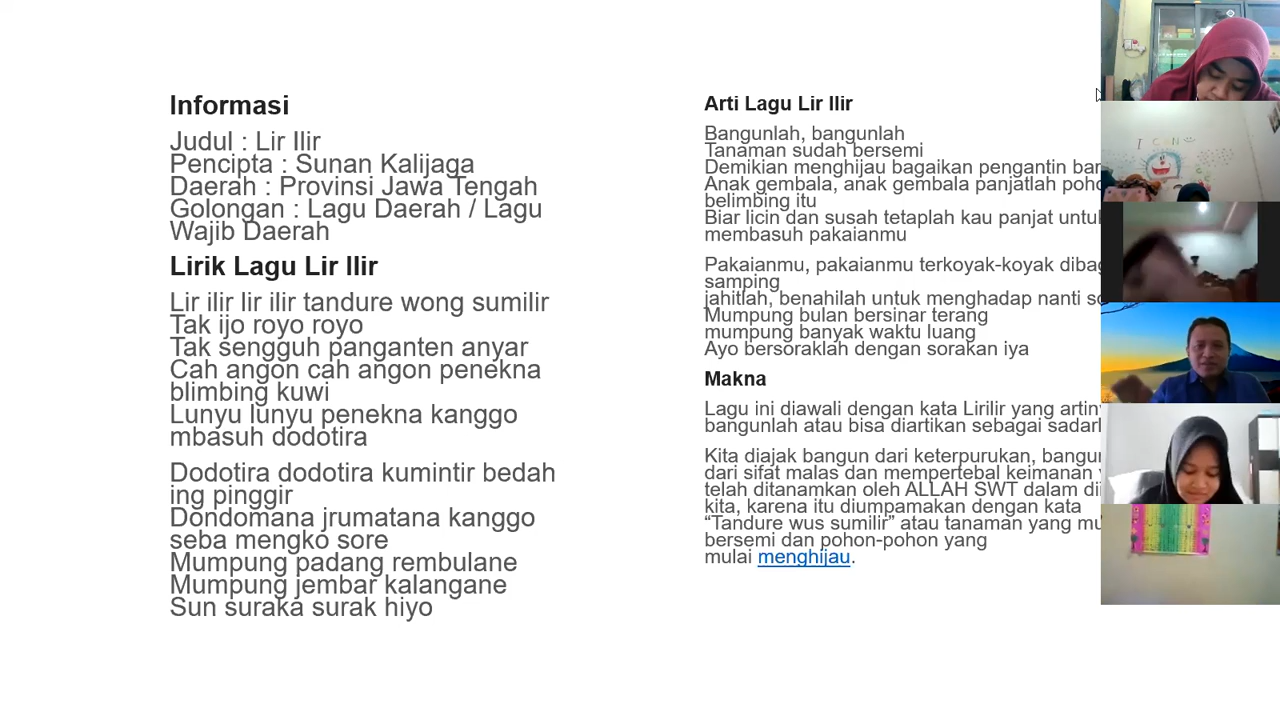 Informasi
Judul : Lir Ilir
Pencipta : Sunan Kalijaga
Daerah : Provinsi Jawa Tengah
Golongan : Lagu Daerah / Lagu
Wajib Daerah
Lirik Lagu Lir Ilir
Lir ilir lir ilir tandure wong sumilir
Tak ijo royo royo
Tak sengguh panganten anyar
Cah angon cah angon penekna
blimbing kuwi
Lunyu lunyu penekna kanggo
mbasuh dodotira
Dodotira dodotira kumintir bedah
ing pinggir
Dondomana jrumatana kanggo
seba mengko sore
Mumpung padang rembulane
Mumpung jembar kalangane
Sun suraka surak hiyo
Arti Lagu Lir Ilir
Bangunlah, bangunlah
Tanaman sudah bersemi
Demikian menghijau bagaikan pengantin
Anak gembala, anak gembala panjatlah
belimbing itu
Biar licin dan susah tetaplah kau panjat
membasuh pakaianmu
Pakaianmu, pakaianmu terkoyak-koyak
samping
jahitlah, benahilah untuk menghadap nanti
Mumpung bulan bersinar terang
mumpung banyak waktu luang
Ayo bersoraklah dengan sorakan iya
Makna
Lagu ini diawali dengan kata Lirilir yang
bangunlah atau bisa diartikan sebagai
Kita diajak bangun dari keterpurukan,
dari sifat malas dan mempertebal keimanan
telah ditanamkan oleh ALLAH SWT dalam
kita, karena itu diumpamakan dengan kata
“Tandure wus sumilir” atau tanaman yang
bersemi dan pohon-pohon yang
mulai menghijau.
I CAN